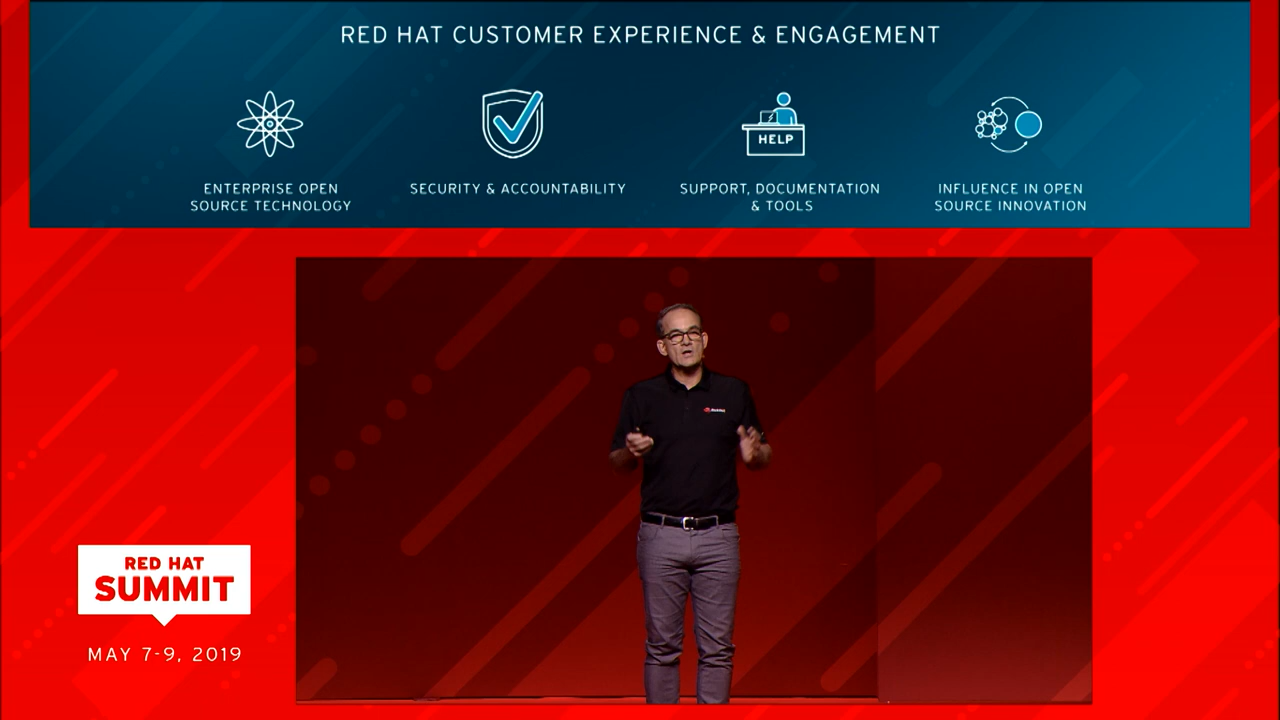 RED HAT CUSTOMER EXPERIENCE & ENGAGEMENT
HELP
ENTERPRISE OPEN
SOURCE TECHNOLOGY
SECURITY & ACCOUNTABILITY
SUPPORT, DOCUMENTATION
& TOOLS
INFLUENCE IN OPEN
SOURCE INNOVATION
RED HAT
SUMMIT
MAY 7-9, 2019